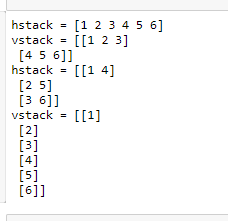 hstack = [1 2 3 4 5 6]
vstack = [[1 2 3]
 [4 5 6]]
hstack = [[1 4]
 [2 5]
 [3 6]]
vstack = [[1]
 [2]
 [3]
 [4]
 [5]
 [6]]